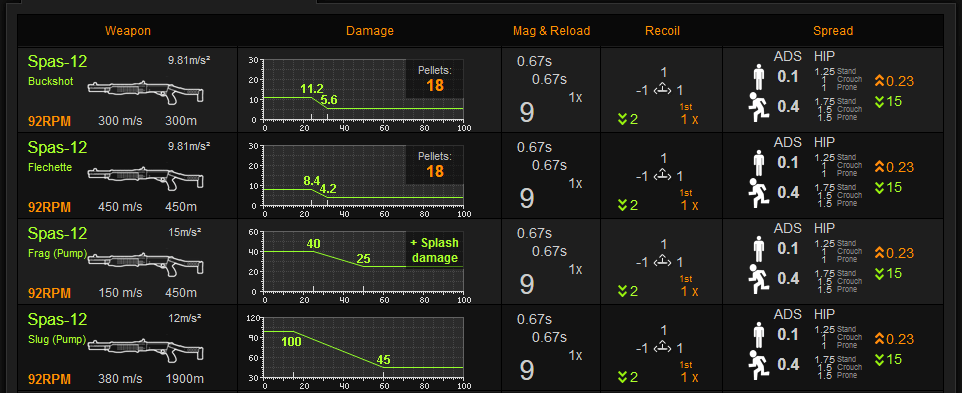 Weapon Damage Mag & Reload Recoil Spread
Spas-12 9.81m/s²
Buckshot
92RPM 300 m/s 300m
30
20
10
0
0 20 40 60 80 100
11.2
5.6
Pellets:
18
0.67s
0.67s
1x
9
1
-1 1
1st
2 1 x
ADS HIP
0.1 1.25 Stand
1 Crouch
1 Prone
0.4 1.75 Stand
1.5 Crouch
1.5 Prone
0.23
15
Spas-12 9.81m/s²
Flechette
92RPM 450 m/s 450m
30
20
10
0
0 20 40 60 80 100
8.4
4.2
Pellets:
18
0.67s
0.67s
1x
9
1
-1 1
1st
2 1 x
ADS HIP
0.1 1.25 Stand
1 Crouch
1 Prone
0.4 1.75 Stand
1.5 Crouch
1.5 Prone
0.23
15
Spas-12 15m/s²
Frag (Pump)
92RPM 150 m/s 450m
60
40
20
0
0 20 40 60 80 100
40
25
+ Splash
damage
0.67s
0.67s
1x
9
1
-1 1
1st
2 1 x
ADS HIP
0.1 1.25 Stand
1 Crouch
1 Prone
0.4 1.75 Stand
1.5 Crouch
1.5 Prone
0.23
15
Spas-12 12m/s²
Slug (Pump)
92RPM 380 m/s 1900m
120
90
60
30
0 20 40 60 80 100
100
45
0.67s
0.67s
1x
9
1
-1 1
1st
2 1 x
ADS HIP
0.1 1.25 Stand
1 Crouch
1 Prone
0.4 1.75 Stand
1.5 Crouch
1.5 Prone
0.23
15